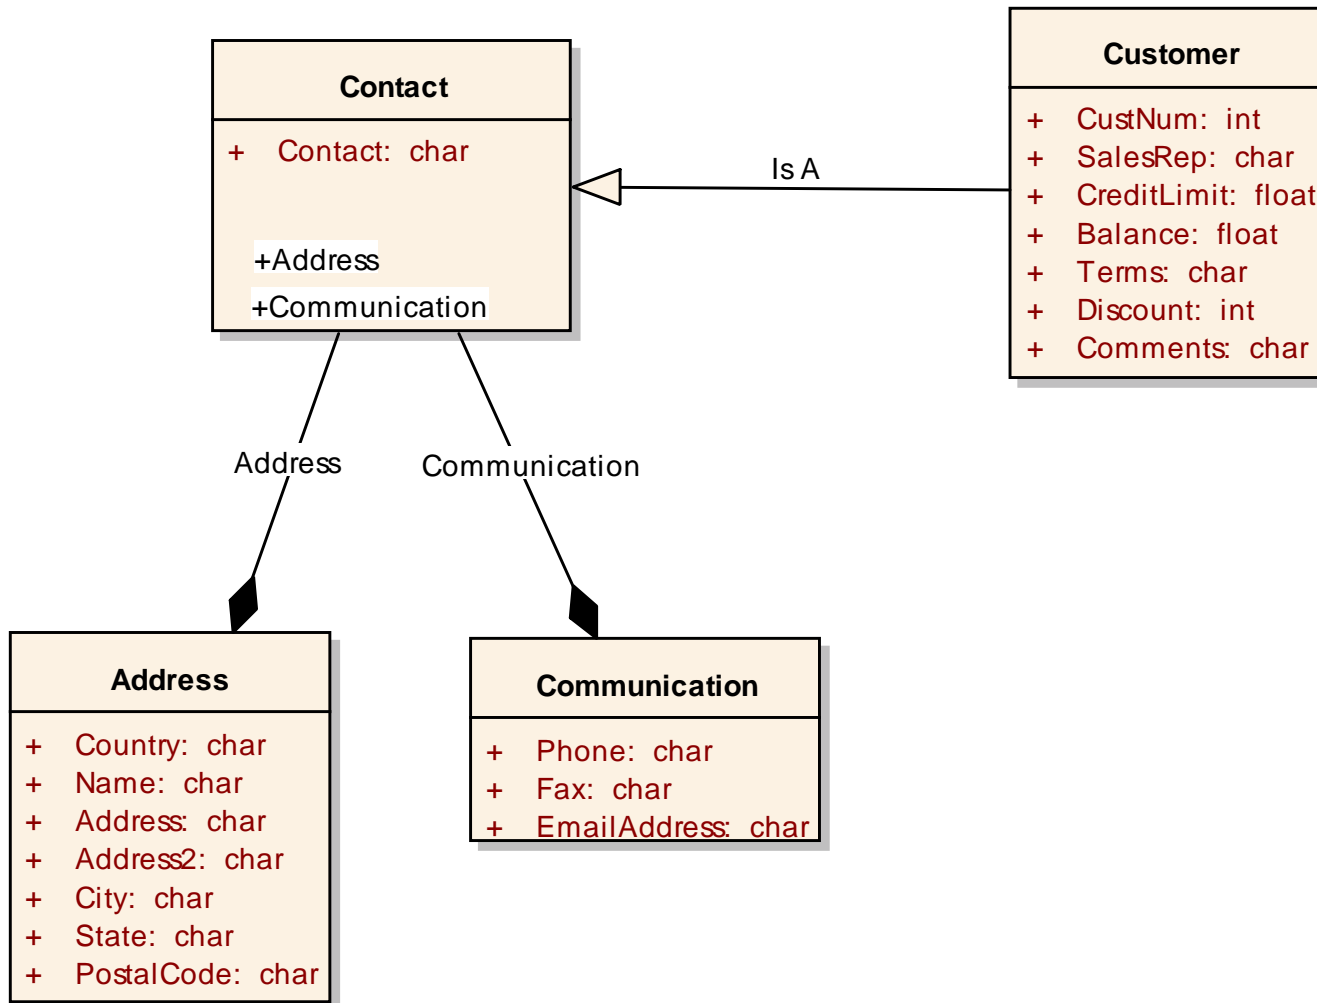 Contact
+ Contact: char
+Address
+Communication
Customer
+ CustNum: int
+ SalesRep: char
+ CreditLimit: float
+ Balance: float
+ Terms: char
+ Discount: int
+ Comments: char
Is A
Address
Communication
Address
+ Country: char
+ Name: char
+ Address: char
+ Address2: char
+ City: char
+ State: char
+ PostalCode: char
Communication
+ Phone: char
+ Fax: char
+ EmailAddress: char